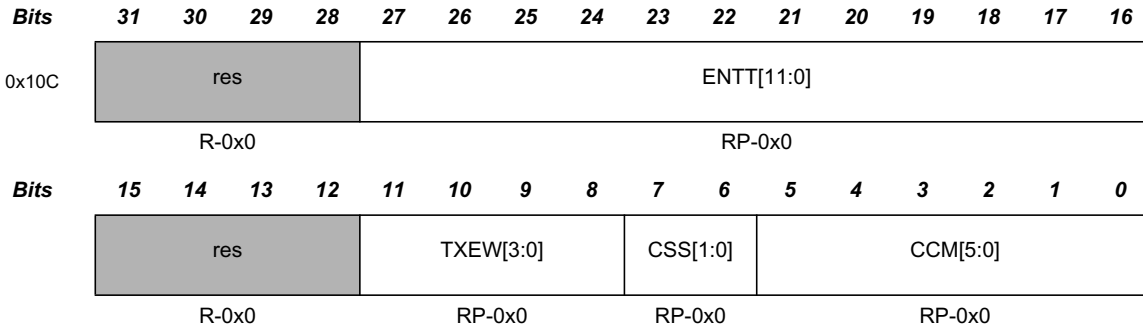 Bits 31 30 29 28 27 26 25 24 23 22 21 20 19 18 17 16
0x10C res ENTT[11:0]
R-0x0 RP-0x0
Bits 15 14 13 12 11 10 9 8 7 6 5 4 3 2 1 0
res TXEW[3:0] CSS[1:0] CCM[5:0]
R-0x0 RP-0x0 RP-0x0 RP-0x0